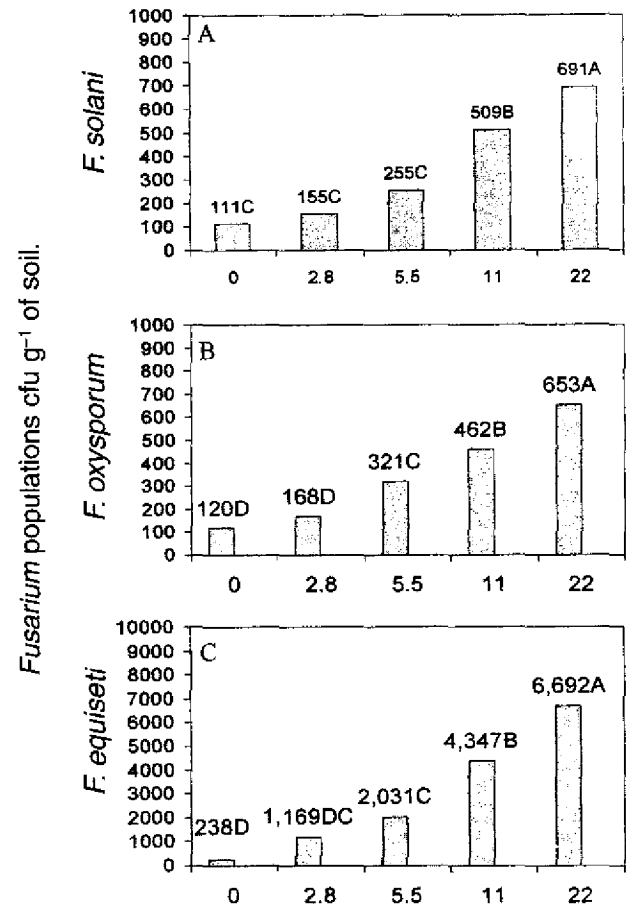 Fusarium populations cfu g⁻¹ of soil.
F. solani
A
1000
900
800
700
600
500
400
300
200
100
0
111C
155C
255C
509B
691A
0 2.8 5.5 11 22
F. oxysporum
B
1000
900
800
700
600
500
400
300
200
100
0
120D
168D
321C
462B
653A
0 2.8 5.5 11 22
F. equiseti
C
10000
9000
8000
7000
6000
5000
4000
3000
2000
1000
0
238D
1,169DC
2,031C
4,347B
6,692A
0 2.8 5.5 11 22